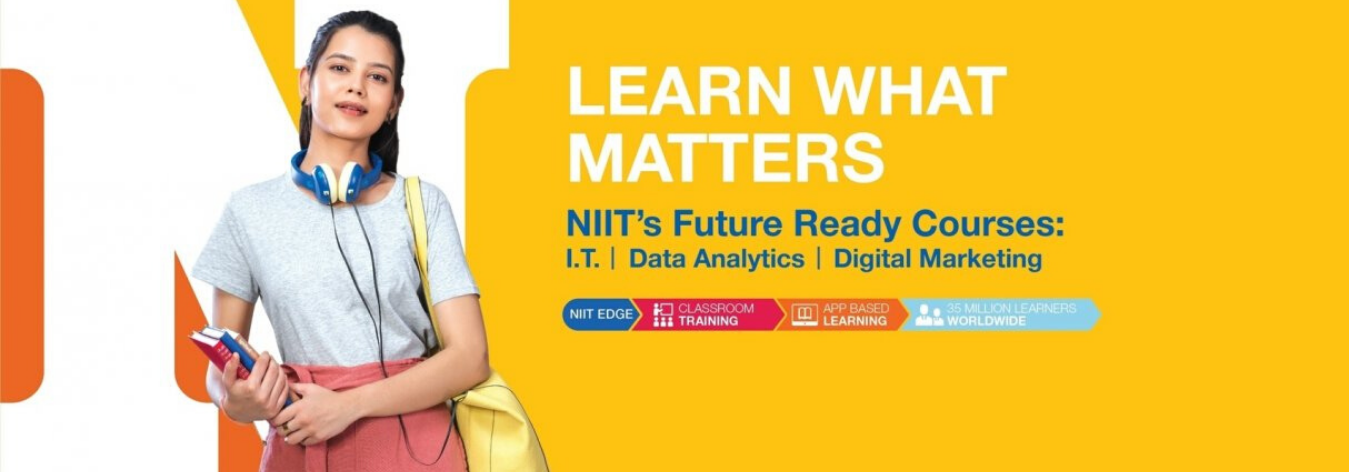 LEARN WHAT
MATTERS
NIIT's Future Ready Courses:
I.T. | Data Analytics | Digital Marketing
NIIT EDGE
CLASSROOM
TRAINING
APP BASED
LEARNING
35 MILLION LEARNERS
WORLDWIDE